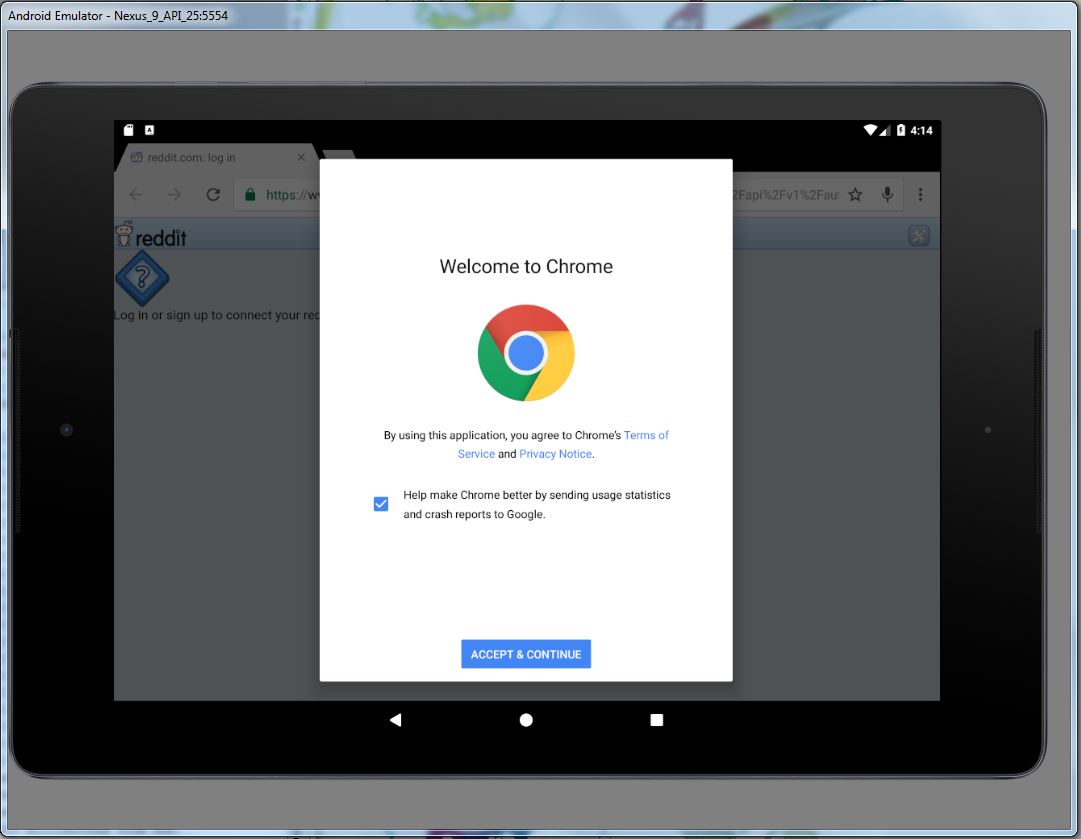 Android Emulator - Nexus_9_API_25:5554
A
4:14
reddit.com: log in
https://w
2Fapi%2Fv1%2Fau
reddit
?
Log in or sign up to connect your
Welcome to Chrome
By using this application, you agree to Chrome's Terms of
Service and Privacy Notice.
Help make Chrome better by sending usage statistics
and crash reports to Google.
ACCEPT & CONTINUE